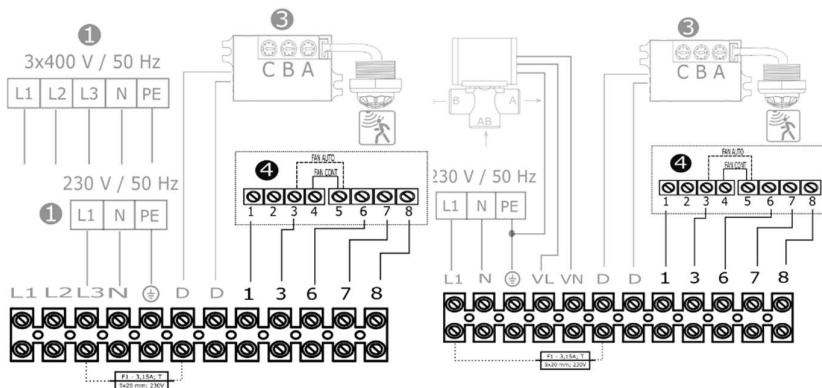 1
3x400 V / 50 Hz
L1 L2 L3 N PE
230 V / 50 Hz
1
L1 N PE
3
C B A
4
FAN AUTO
FAN CONT
1 2 3 4 5 6 7 8
L1 L2 L3 N D D 1 3 6 7 8
F1 - 3,15A; T
5x20 mm; 230V
B A
AB
230 V / 50 Hz
L1 N PE
3
C B A
4
FAN AUTO
FAN CONT
1 2 3 4 5 6 7 8
L1 N VL VN D D 1 3 6 7 8
F1 - 3,15A; T
5x20 mm; 230V